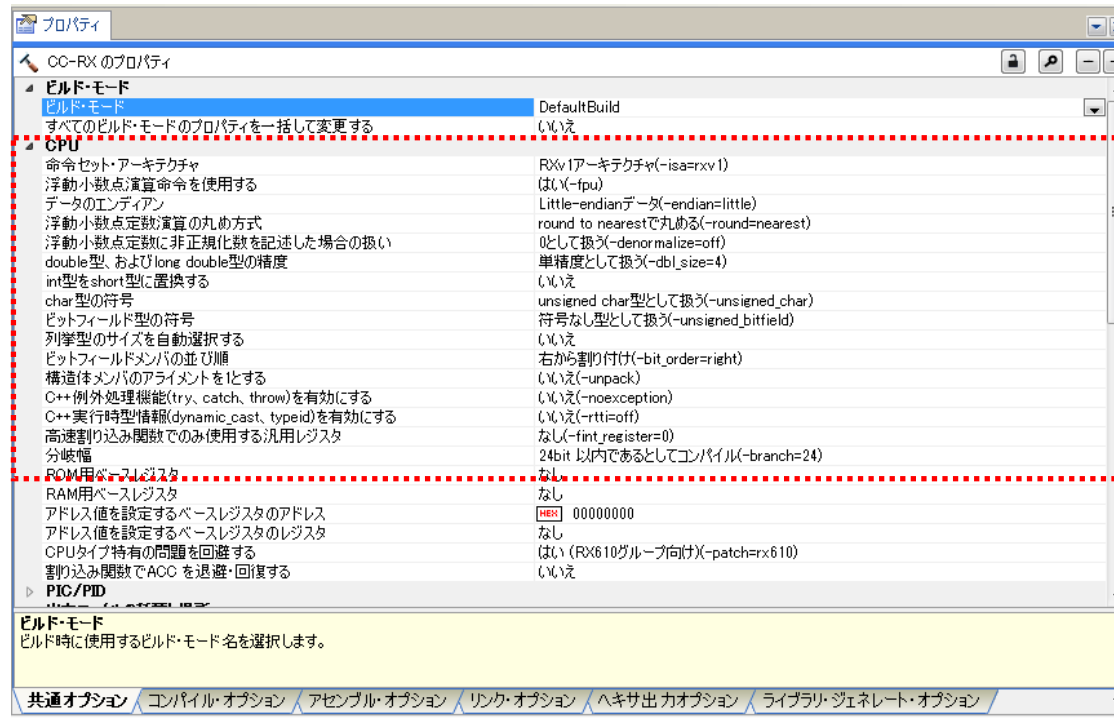 プロパティ
CC-RX のプロパティ
ビルド・モード
ビルド・モード DefaultBuild
すべてのビルド・モードのプロパティを一括して変更する いいえ
CPU
命令セット・アーキテクチャ RXv1アーキテクチャ(-isa=rxv1)
浮動小数点演算命令を使用する はい(-fpu)
データのエンディアン Little-endianデータ(-endian=little)
浮動小数点定数演算の丸め方式 round to nearestで丸める(-round=nearest)
浮動小数点定数に非正規化数を記述した場合の扱い 0として扱う(-denormalize=off)
double型、およびlong double型の精度 単精度として扱う(-dbl_size=4)
int型をshort型に置換する いいえ
char型の符号 unsigned char型として扱う(-unsigned_char)
ビットフィールド型の符号 符号なし型として扱う(-unsigned_bitfield)
列挙型のサイズを自動選択する いいえ
ビットフィールドメンバの並び順 右から割り付け(-bit_order=right)
構造体メンバのアライメントを1とする いいえ(-unpack)
C++例外処理機能(try、catch、throw)を有効にする いいえ(-noexception)
C++実行時型情報(dynamic_cast、typeid)を有効にする いいえ(-rtti=off)
高速割り込み関数でのみ使用する汎用レジスタ なし(-fint_register=0)
分岐幅 24bit 以内であるとしてコンパイル(-branch=24)
ROM用ベースレジスタ なし
RAM用ベースレジスタ なし
アドレス値を設定するベースレジスタのアドレス HEX 00000000
アドレス値を設定するベースレジスタのレジスタ なし
CPUタイプ特有の問題を回避する はい (RX610グループ向け)(-patch=rx610)
割り込み関数でACC を退避・回復する いいえ
PIC/PID
ビルド・モード
ビルド時に使用するビルド・モード名を選択します。
共通オプション コンパイル・オプション アセンブル・オプション リンク・オプション ヘキサ出力オプション ライブラリ・ジェネレート・オプション